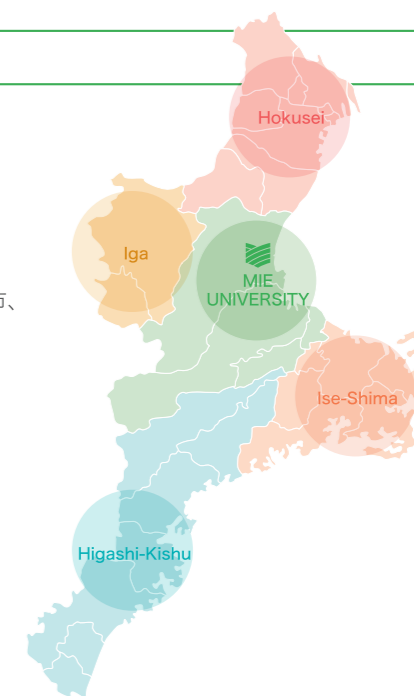 Hokusei
Iga
MIE
UNIVERSITY
、
Ise-Shima
Higashi-Kishu